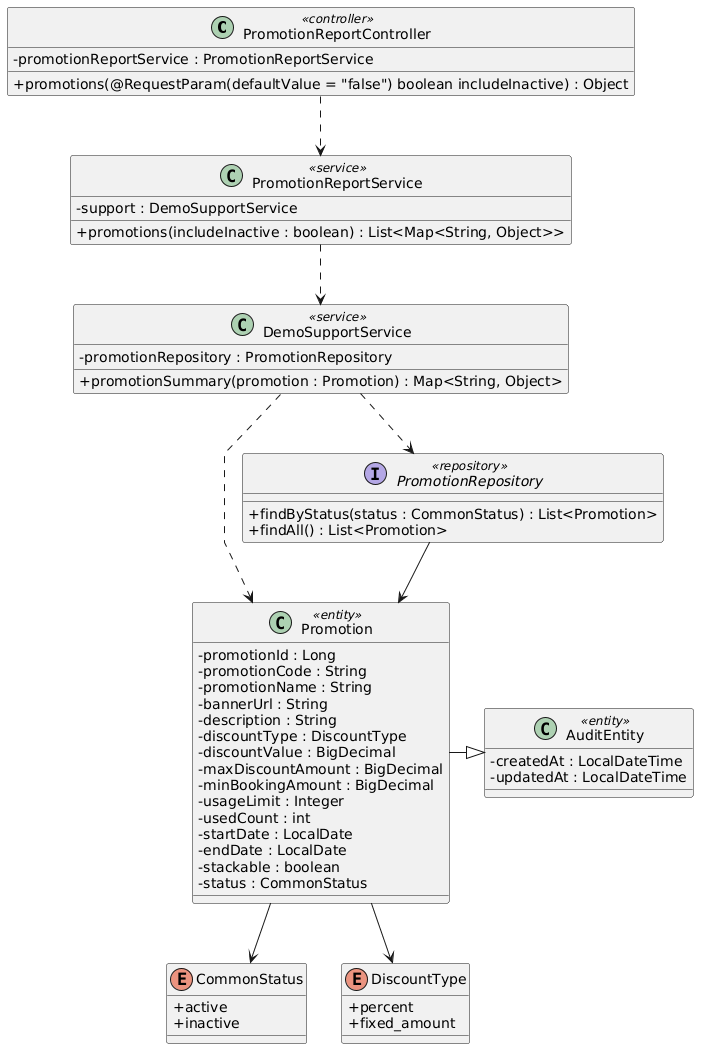 «controller»
C PromotionReportController
-promotionReportService : PromotionReportService
+promotions(@RequestParam(defaultValue = "false") boolean includeInactive) : Object
«service»
C PromotionReportService
-support : DemoSupportService
+promotions(includeInactive : boolean) : List<Map<String, Object>>
«service»
C DemoSupportService
-promotionRepository : PromotionRepository
+promotionSummary(promotion : Promotion) : Map<String, Object>
«repository»
I PromotionRepository
+findByStatus(status : CommonStatus) : List<Promotion>
+findAll() : List<Promotion>
«entity»
C Promotion
-promotionId : Long
-promotionCode : String
-promotionName : String
-bannerUrl : String
-description : String
-discountType : DiscountType
-discountValue : BigDecimal
-maxDiscountAmount : BigDecimal
-minBookingAmount : BigDecimal
-usageLimit : Integer
-usedCount : int
-startDate : LocalDate
-endDate : LocalDate
-stackable : boolean
-status : CommonStatus
«entity»
C AuditEntity
-createdAt : LocalDateTime
-updatedAt : LocalDateTime
E CommonStatus
+active
+inactive
E DiscountType
+percent
+fixed_amount